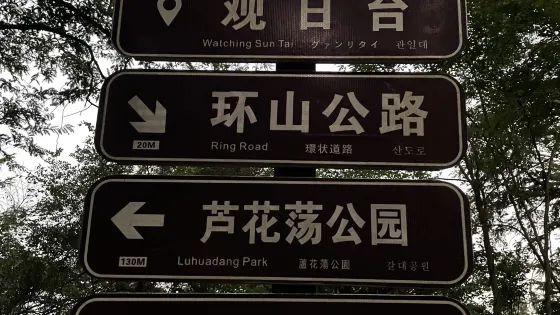 观日台
Watching Sun Tai グァンリタイ 관일대
环山公路
20M
Ring Road 環状道路 산도로
芦花荡公园
130M
Luhuadang Park 蘆花蕩公園 갈대공원